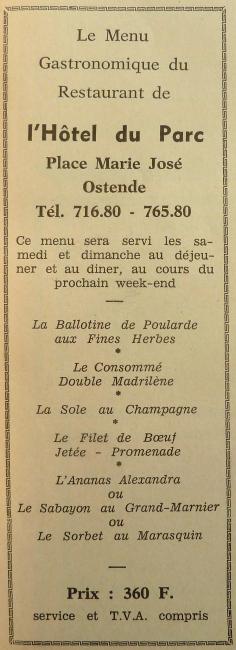 Le Menu
Gastronomique du
Restaurant de
l'Hôtel du Parc
Place Marie José
Ostende
Tél. 716.80 - 765.80
Ce menu sera servi les sa-
medi et dimanche au déjeu-
ner et au dîner, au cours du
prochain week-end
—
La Ballotine de Poularde
aux Fines Herbes
*
Le Consommé
Double Madrilène
*
La Sole au Champagne
*
Le Filet de Bœuf
Jetée - Promenade
*
L'Ananas Alexandra
ou
Le Sabayon au Grand-Marnier
ou
Le Sorbet au Marasquin
—
Prix : 360 F.
service et T.V.A. compris